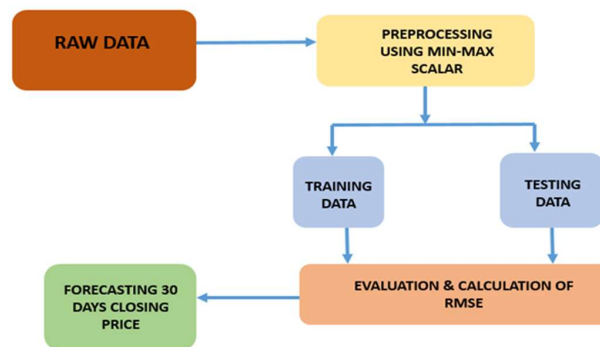 RAW DATA
PREPROCESSING
USING MIN-MAX
SCALAR
TRAINING
DATA
TESTING
DATA
EVALUATION & CALCULATION OF
RMSE
FORECASTING 30
DAYS CLOSING
PRICE